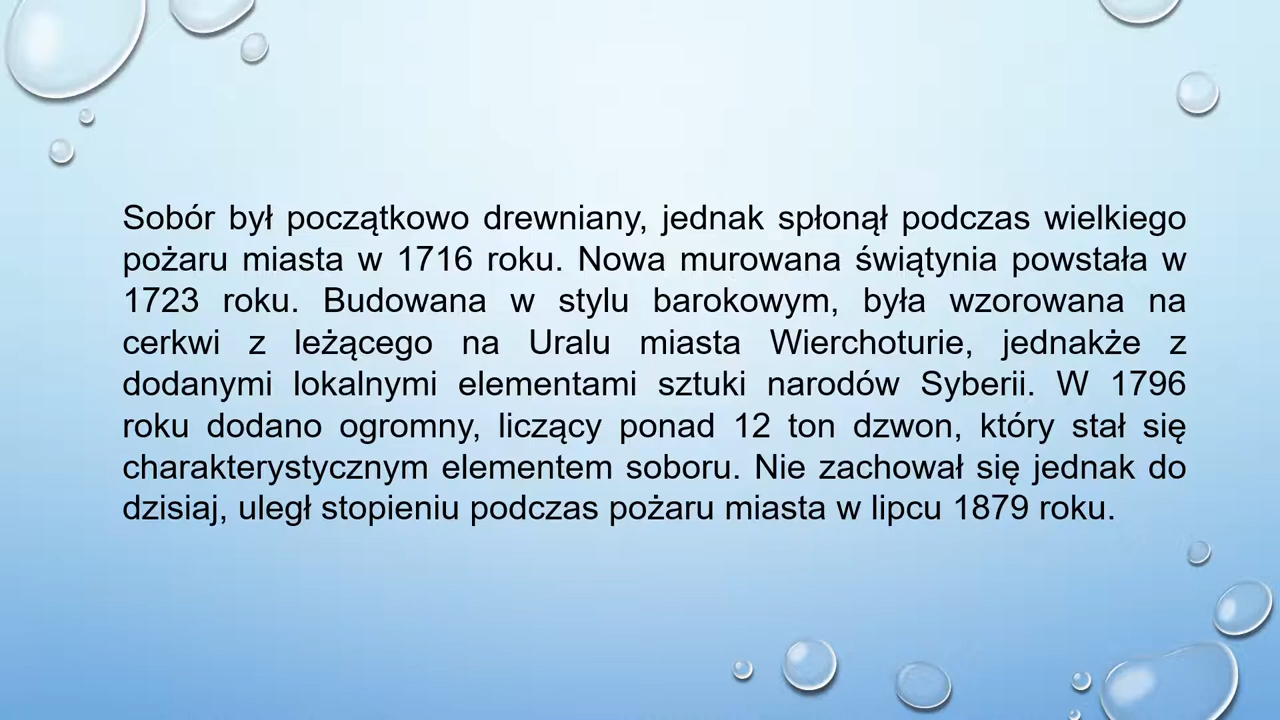 Sobór był początkowo drewniany, jednak spłonął podczas wielkiego
pożaru miasta w 1716 roku. Nowa murowana świątynia powstała w
1723 roku. Budowana w stylu barokowym, była wzorowana na
cerkwi z leżącego na Uralu miasta Wierchoturie, jednakże z
dodanymi lokalnymi elementami sztuki narodów Syberii. W 1796
roku dodano ogromny, liczący ponad 12 ton dzwon, który stał się
charakterystycznym elementem soboru. Nie zachował się jednak do
dzisiaj, uległ stopieniu podczas pożaru miasta w lipcu 1879 roku.